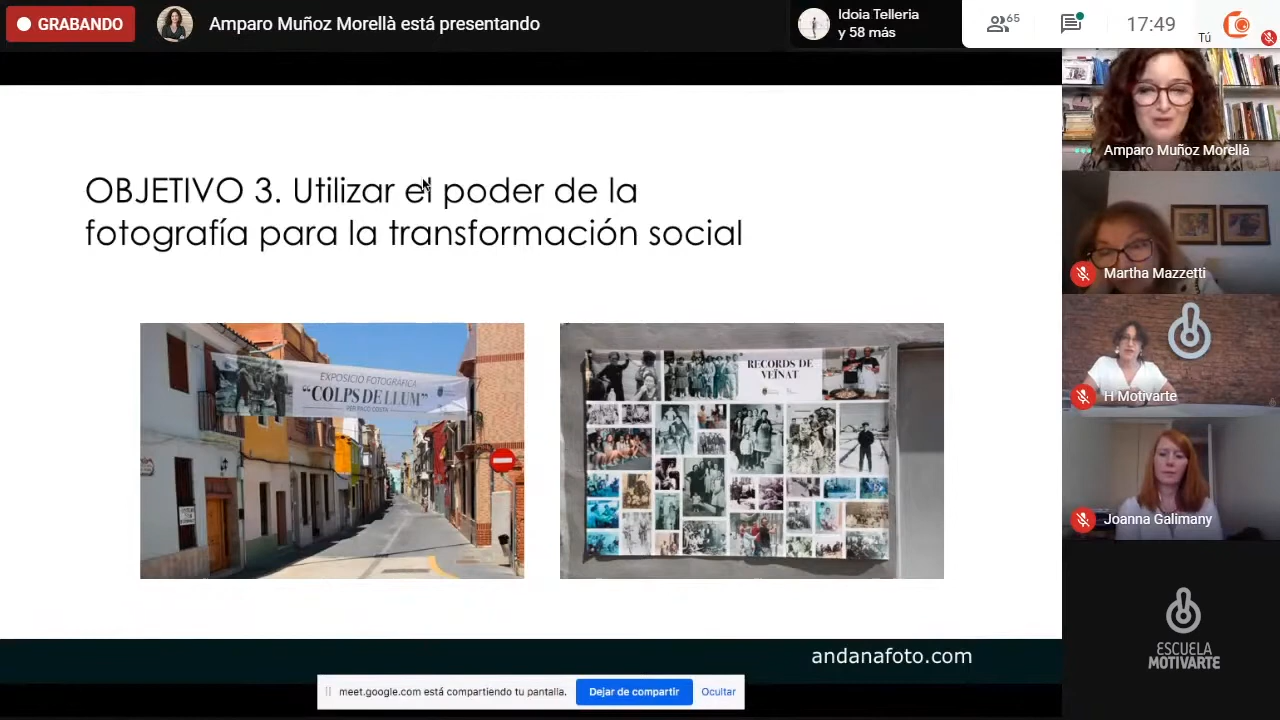 GRABANDO
Amparo Muñoz Morellà está presentando
Idoia Telleria
y 58 más
65
17:49
Tú
OBJETIVO 3. Utilizar el poder de la
fotografía para la transformación social
EXPOSICIÓ FOTOGRÀFICA
"COLPS DE LLUM"
PER PACO COSTA
RECORDS DE
VEÏNAT
andanafoto.com
meet.google.com está compartiendo tu pantalla.
Dejar de compartir
Ocultar
Amparo Muñoz Morellà
Martha Mazzetti
H Motivarte
Joanna Galimany
ESCUELA
MOTIVARTE